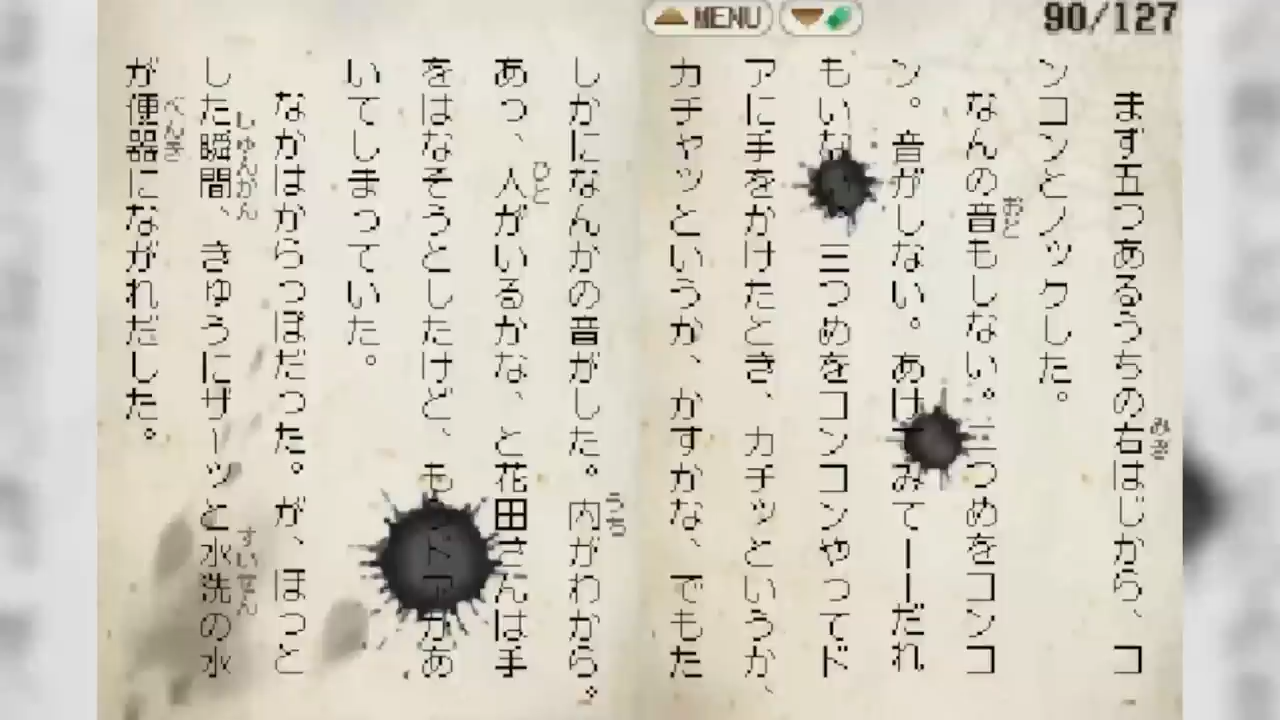 MENU
90/127
まず五つあるうちの右はじから、コ
ンコンとノックした。
なんの音もしない。二つめをコンコ
ン。音がしない。あけてみてーーだれ
もいない。三つめをコンコンやってド
アに手をかけたとき、カチッというか、
カチャッというか、かすかな、でもた
しかになんかの音がした。内がわから。
あっ、人がいるかな、と花田さんは手
をはなそうとしたけど、もうドアがあ
いてしまってい た。
なかはからっぽだった。が、ほっと
した瞬間、きゅうにザーッと水洗の水
が便器にながれだした。